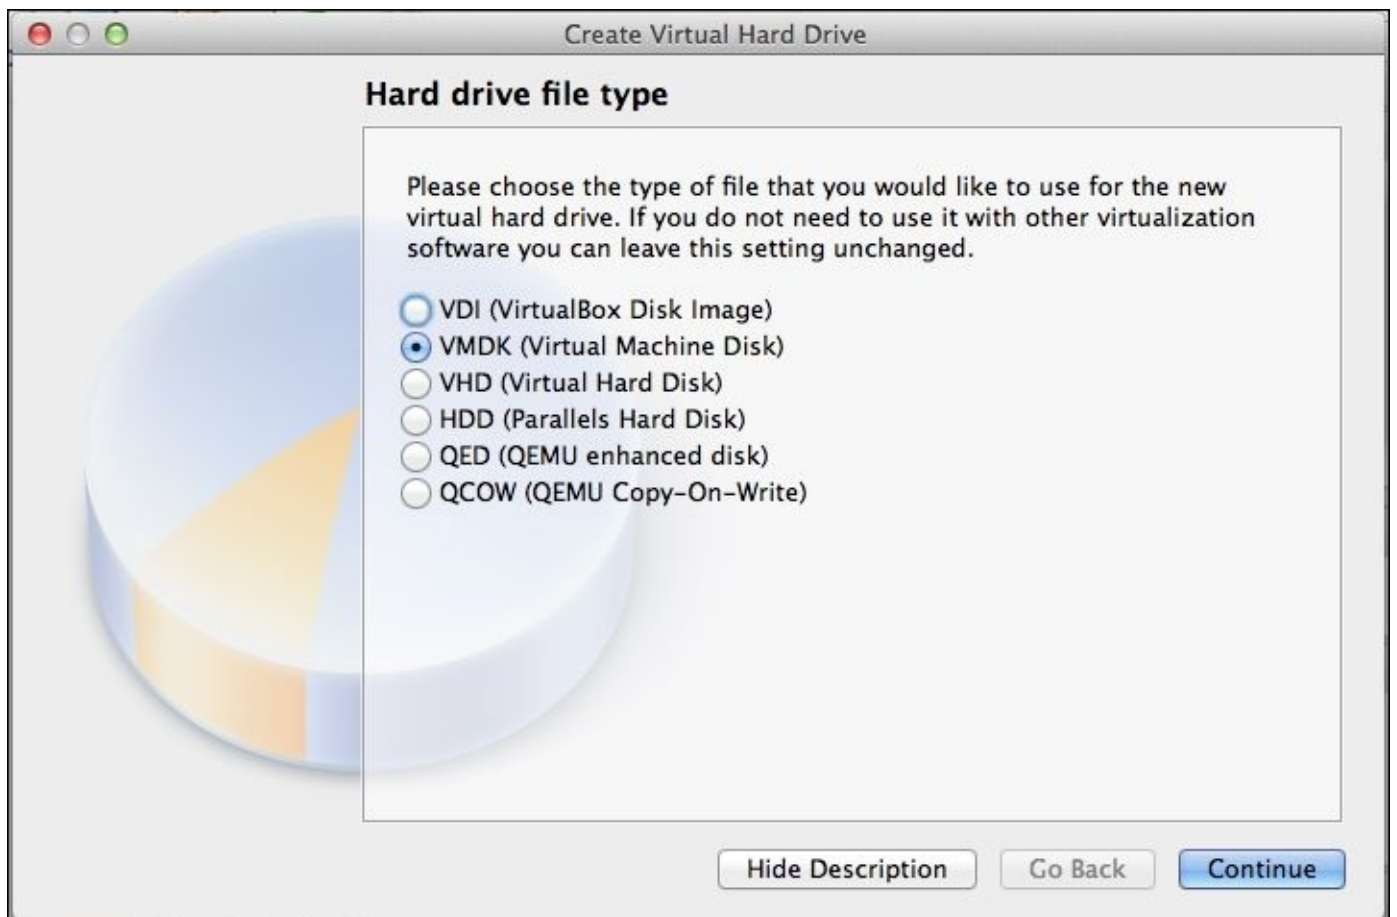 Create Virtual Hard Drive
Hard drive file type
Please choose the type of file that you would like to use for the new
virtual hard drive. If you do not need to use it with other virtualization
software you can leave this setting unchanged.
VDI (VirtualBox Disk Image)
VMDK (Virtual Machine Disk)
VHD (Virtual Hard Disk)
HDD (Parallels Hard Disk)
QED (QEMU enhanced disk)
QCOW (QEMU Copy-On-Write)
Hide Description
Go Back
Continue